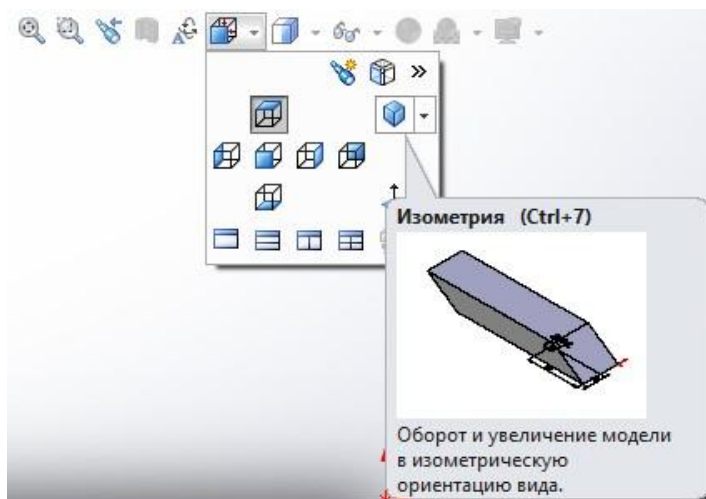 Изометрия (Ctrl+7)
Оборот и увеличение модели
в изометрическую
ориентацию вида.